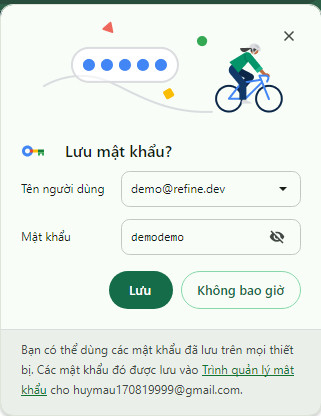 Lưu mật khẩu?
Tên người dùng
demo@refine.dev
Mật khẩu
demodemo
Lưu
Không bao giờ
Bạn có thể dùng các mật khẩu đã lưu trên mọi thiết
bị. Các mật khẩu đó được lưu vào Trình quản lý mật
khẩu cho huymau170819999@gmail.com.